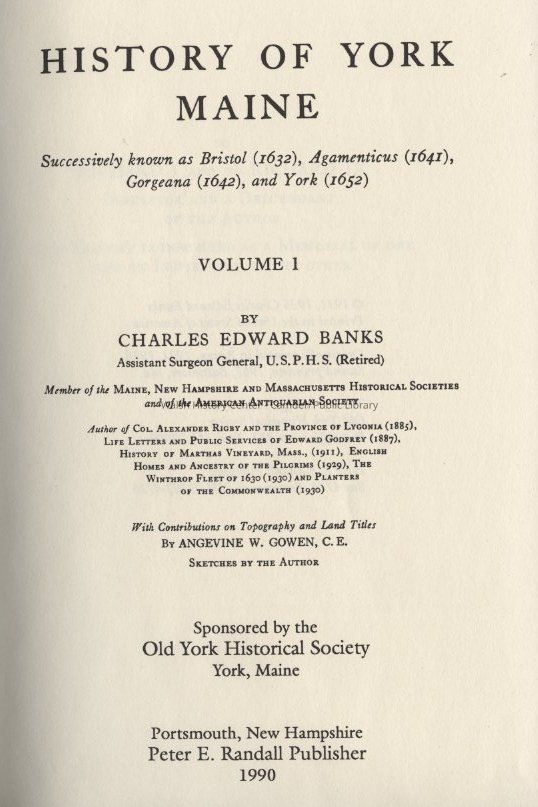 HISTORY OF YORK
MAINE
Successively known as Bristol (1632), Agamenticus (1641),
Gorgeana (1642), and York (1652)
VOLUME 1
BY
CHARLES EDWARD BANKS
Assistant Surgeon General, U.S.P.H.S. (Retired)
Member of the MAINE, NEW HAMPSHIRE AND MASSACHUSETTS HISTORICAL SOCIETIES
and of the AMERICAN ANTIQUARIAN SOCIETY
History Center Camden Public Library
Author of COL. ALEXANDER RIGBY AND THE PROVINCE OF LYGONIA (1885),
LIFE LETTERS AND PUBLIC SERVICES OF EDWARD GODFREY (1887),
HISTORY OF MARTHAS VINEYARD, MASS., (1911), ENGLISH
HOMES AND ANCESTRY OF THE PILGRIMS (1929), THE
WINTHROP FLEET OF 1630 (1930) AND PLANTERS
OF THE COMMONWEALTH (1930)
With Contributions on Topography and Land Titles
BY ANGEVINE W. GOWEN, C. E.
SKETCHES BY THE AUTHOR
Sponsored by the
Old York Historical Society
York, Maine
Portsmouth, New Hampshire
Peter E. Randall Publisher
1990